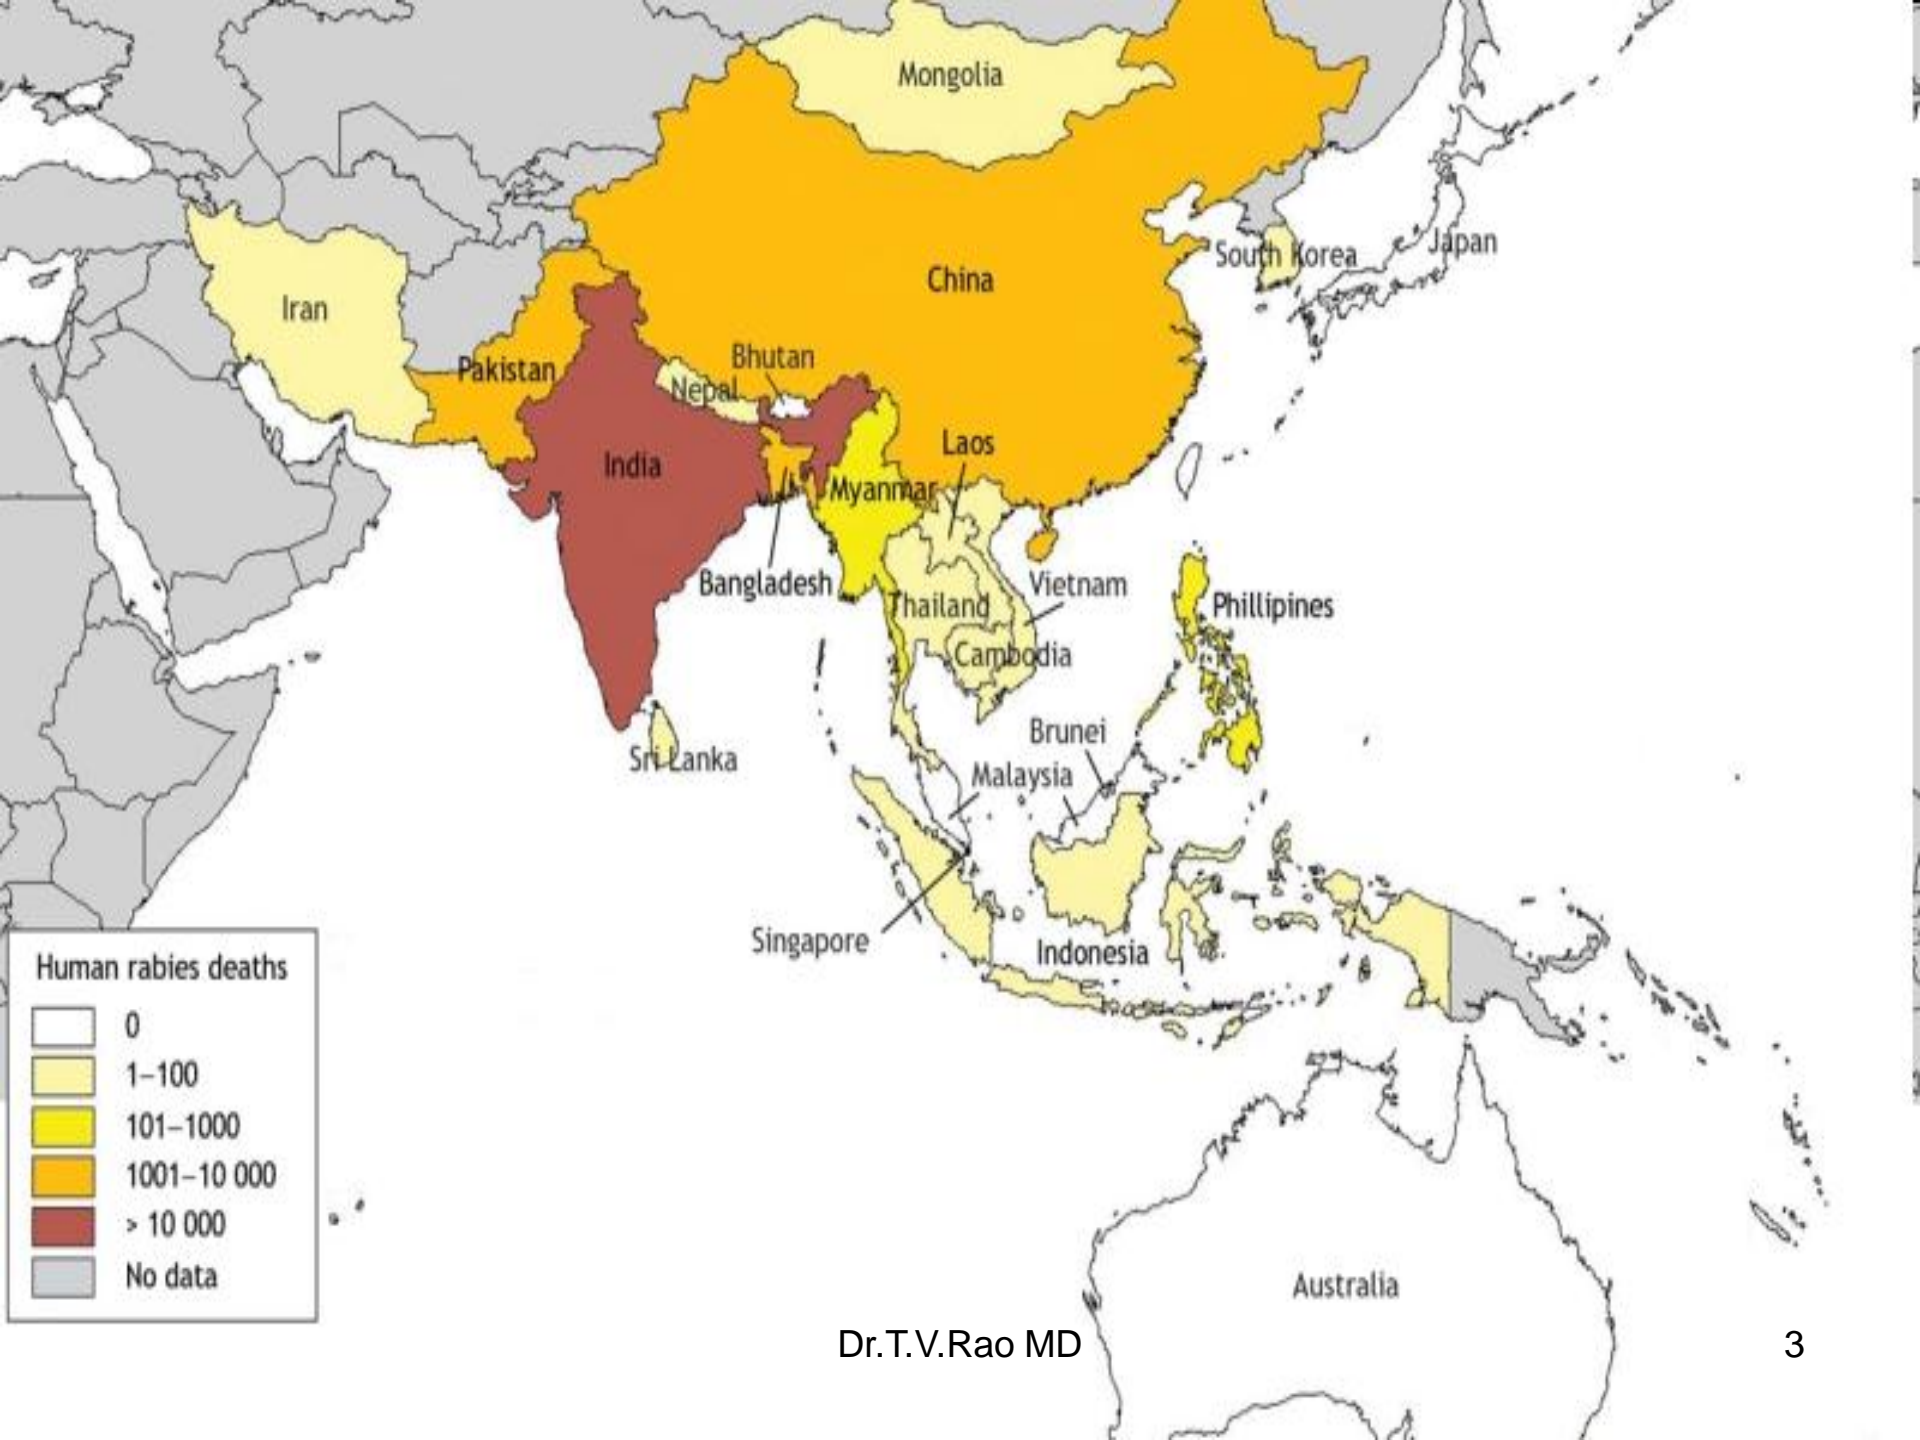 Mongolia
South Korea
Japan
China
Iran
Pakistan
Bhutan
Nepal
Laos
India
Myanmar
Bangladesh
Vietnam
Thailand
Phillipines
Cambodia
Brunei
Sri Lanka
Malaysia
Singapore
Indonesia
Human rabies deaths
0
1–100
101–1000
1001–10 000
> 10 000
No data
Australia
Dr.T.V.Rao MD
3